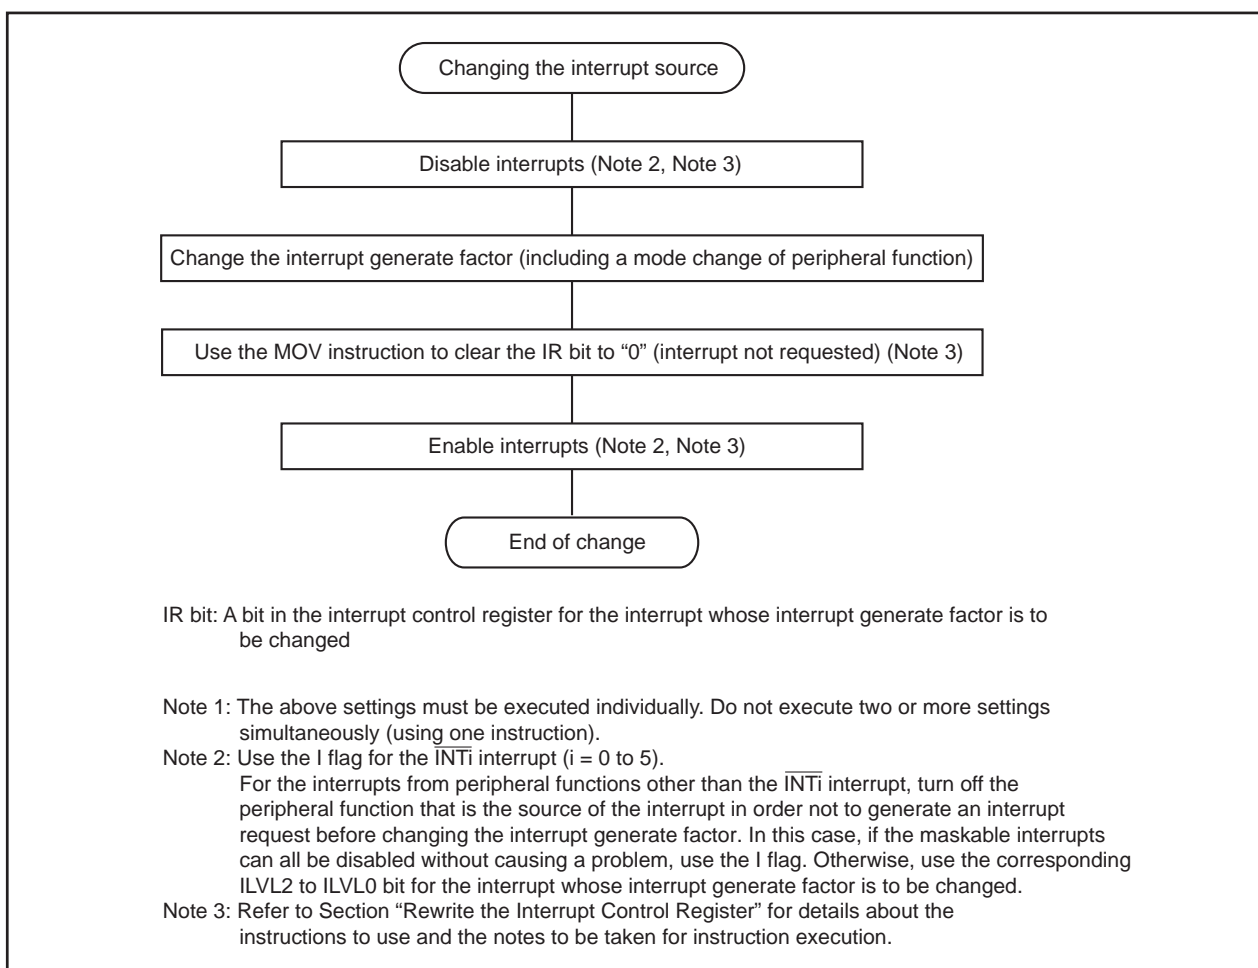 Changing the interrupt source
Disable interrupts (Note 2, Note 3)
Change the interrupt generate factor (including a mode change of peripheral function)
Use the MOV instruction to clear the IR bit to “0” (interrupt not requested) (Note 3)
Enable interrupts (Note 2, Note 3)
End of change
IR bit: A bit in the interrupt control register for the interrupt whose interrupt generate factor is to
be changed
Note 1: The above settings must be executed individually. Do not execute two or more settings
simultaneously (using one instruction).
Note 2: Use the I flag for the I̅N̅T̅i̅ interrupt (i = 0 to 5).
For the interrupts from peripheral functions other than the I̅N̅T̅i̅ interrupt, turn off the
peripheral function that is the source of the interrupt in order not to generate an interrupt
request before changing the interrupt generate factor. In this case, if the maskable interrupts
can all be disabled without causing a problem, use the I flag. Otherwise, use the corresponding
ILVL2 to ILVL0 bit for the interrupt whose interrupt generate factor is to be changed.
Note 3: Refer to Section “Rewrite the Interrupt Control Register” for details about the
instructions to use and the notes to be taken for instruction execution.